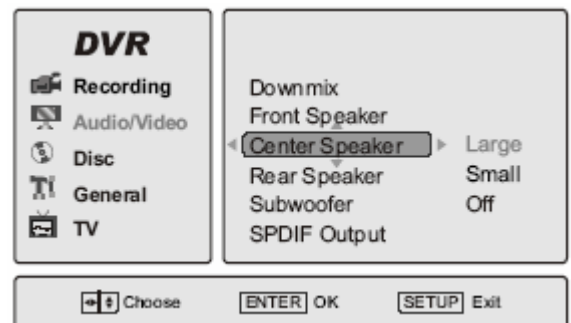 DVR
Recording
Audio/Video
Disc
General
TV
Downmix
Front Speaker
Center Speaker
Rear Speaker
Subwoofer
SPDIF Output
Large
Small
Off
Choose ENTER OK SETUP Exit